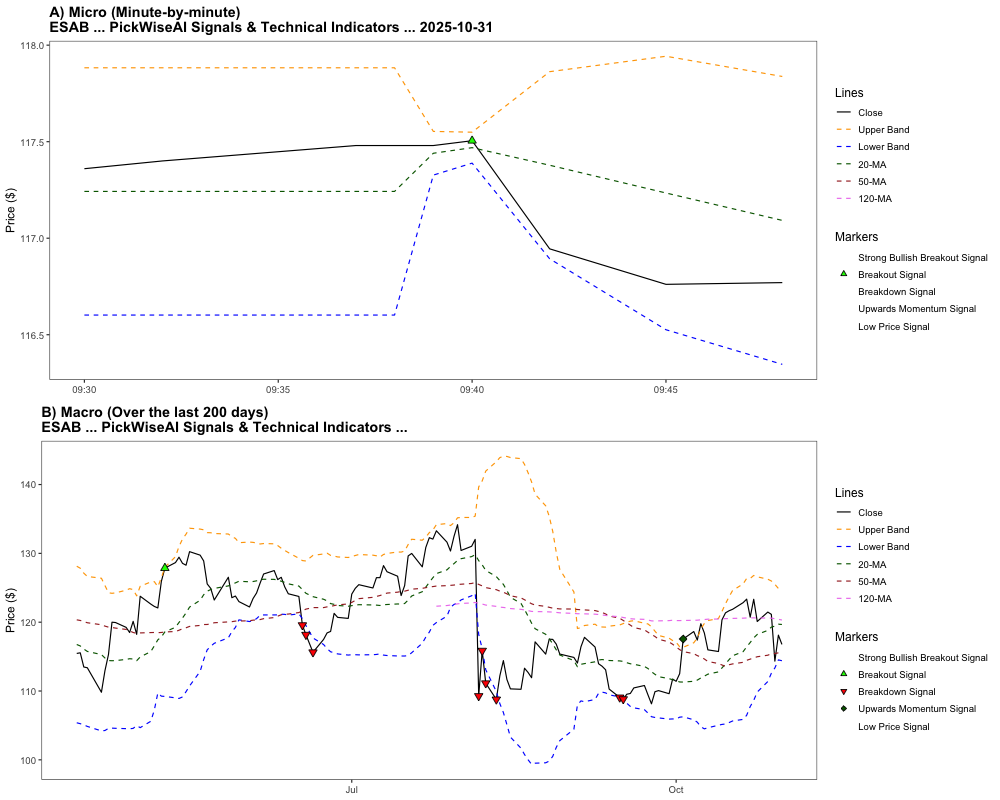 A) Micro (Minute-by-minute)
ESAB ... PickWiseAI Signals & Technical Indicators ... 2025-10-31
118.0
117.5
117.0
116.5
Price ($)
09:30
09:35
09:40
09:45
Lines
Close
Upper Band
Lower Band
20-MA
50-MA
120-MA
Markers
Strong Bullish Breakout Signal
Breakout Signal
Breakdown Signal
Upwards Momentum Signal
Low Price Signal
B) Macro (Over the last 200 days)
ESAB ... PickWiseAI Signals & Technical Indicators ...
140
130
120
110
100
Price ($)
Jul
Oct
Lines
Close
Upper Band
Lower Band
20-MA
50-MA
120-MA
Markers
Strong Bullish Breakout Signal
Breakout Signal
Breakdown Signal
Upwards Momentum Signal
Low Price Signal